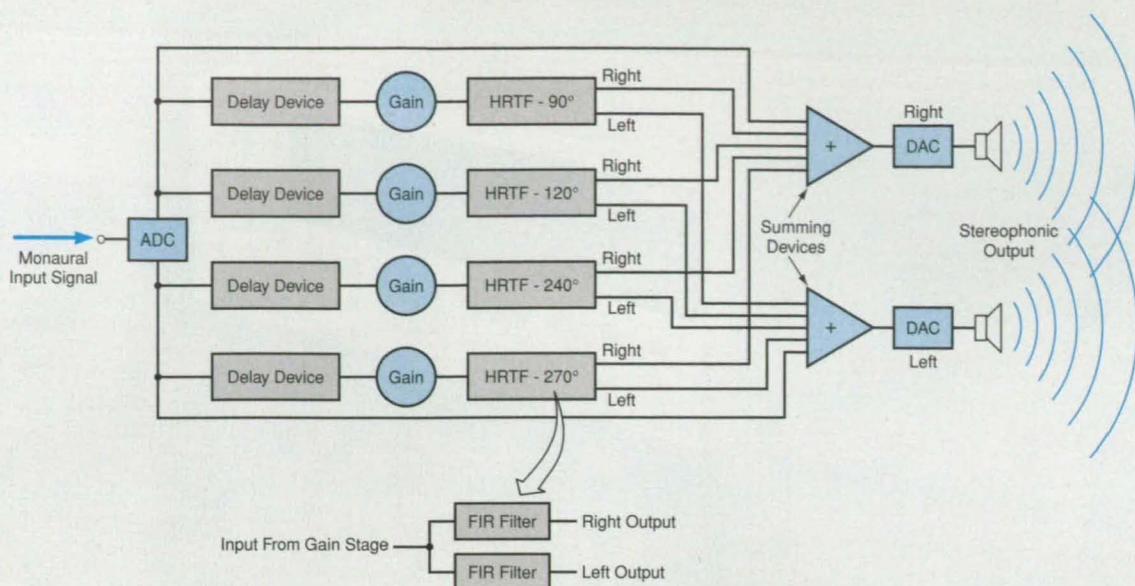 Right
Delay Device
Gain
HRTF - 90°
Left
Right
DAC
+
Right
Delay Device
Gain
HRTF - 120°
Left
ADC
Monaural
Input Signal
Summing
Devices
Stereophonic
Output
Right
Delay Device
Gain
HRTF - 240°
Left
+
DAC
Left
Right
Delay Device
Gain
HRTF - 270°
Left
FIR Filter
Right Output
Input From Gain Stage
FIR Filter
Left Output